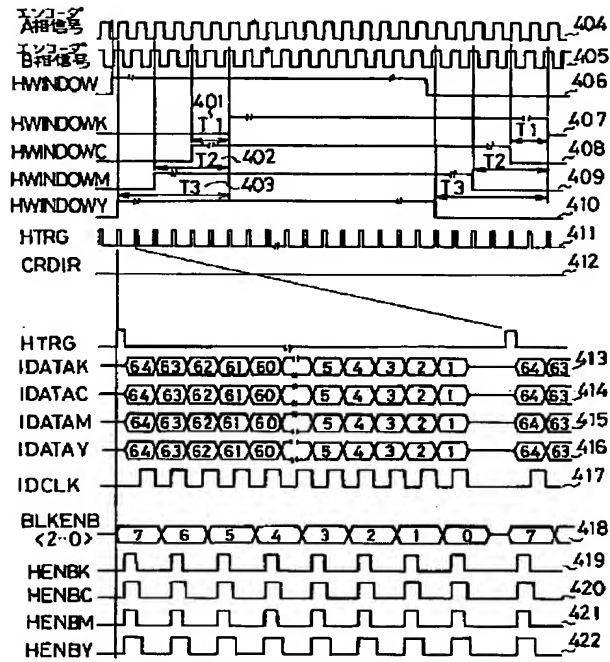 エンコーダ
A相信号 404
エンコーダ
B相信号 405
HWINDOW 406
401
HWINDOWK T1 T1 407
HWINDOWC T2 402 T2 408
HWINDOWM T3 403 T3 409
HWINDOWY 410
HTRG 411
CRDIR 412
HTRG
IDATAK 64 63 62 61 60 5 4 3 2 1 64 63 413
IDATAC 64 63 62 61 60 5 4 3 2 1 64 63 414
IDATAM 64 63 62 61 60 5 4 3 2 1 64 63 415
IDATAY 64 63 62 61 60 5 4 3 2 1 64 63 416
IDCLK 417
BLKENB
<2··0> 7 6 5 4 3 2 1 0 7 418
HENBK 419
HENBC 420
HENBM 421
HENBY 422